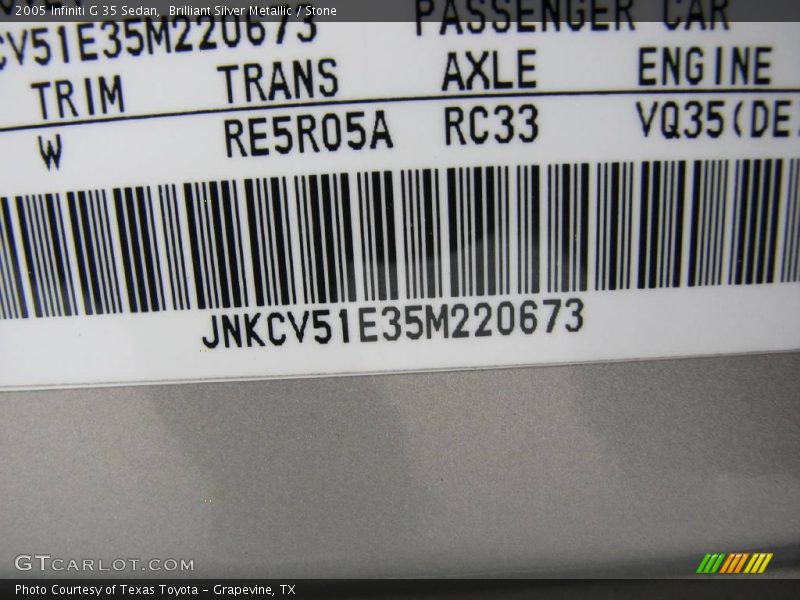 2005 Infiniti G 35 Sedan, Brilliant Silver Metallic / Stone
PASSENGER CAR
CV51E35M220673
TRIM TRANS AXLE ENGINE
W RE5R05A RC33 VQ35(DE
JNKCV51E35M220673
GTCARLOT.COM
Photo Courtesy of Texas Toyota - Grapevine, TX